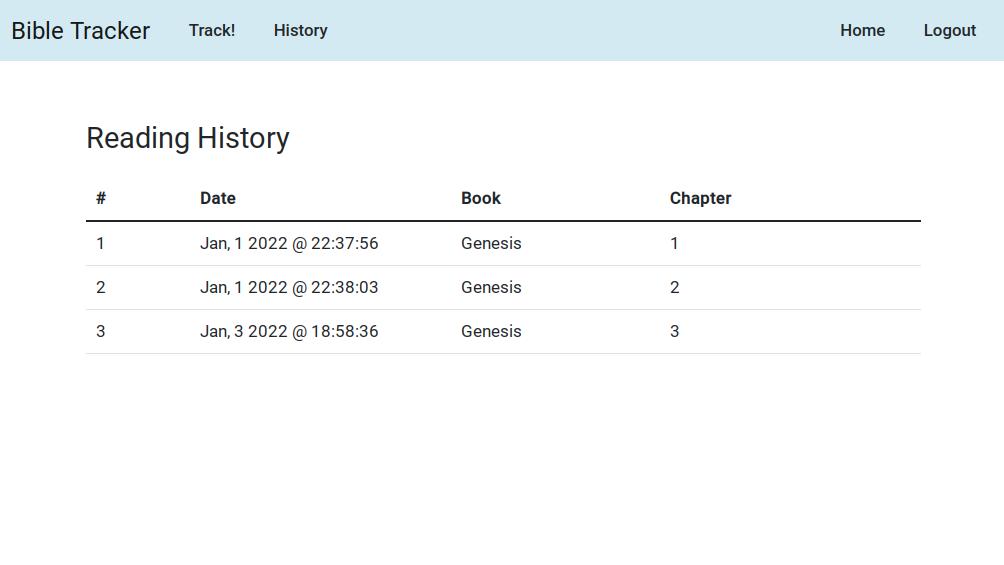 Bible Tracker Track! History Home Logout
Reading History
# Date Book Chapter
1 Jan, 1 2022 @ 22:37:56 Genesis 1
2 Jan, 1 2022 @ 22:38:03 Genesis 2
3 Jan, 3 2022 @ 18:58:36 Genesis 3